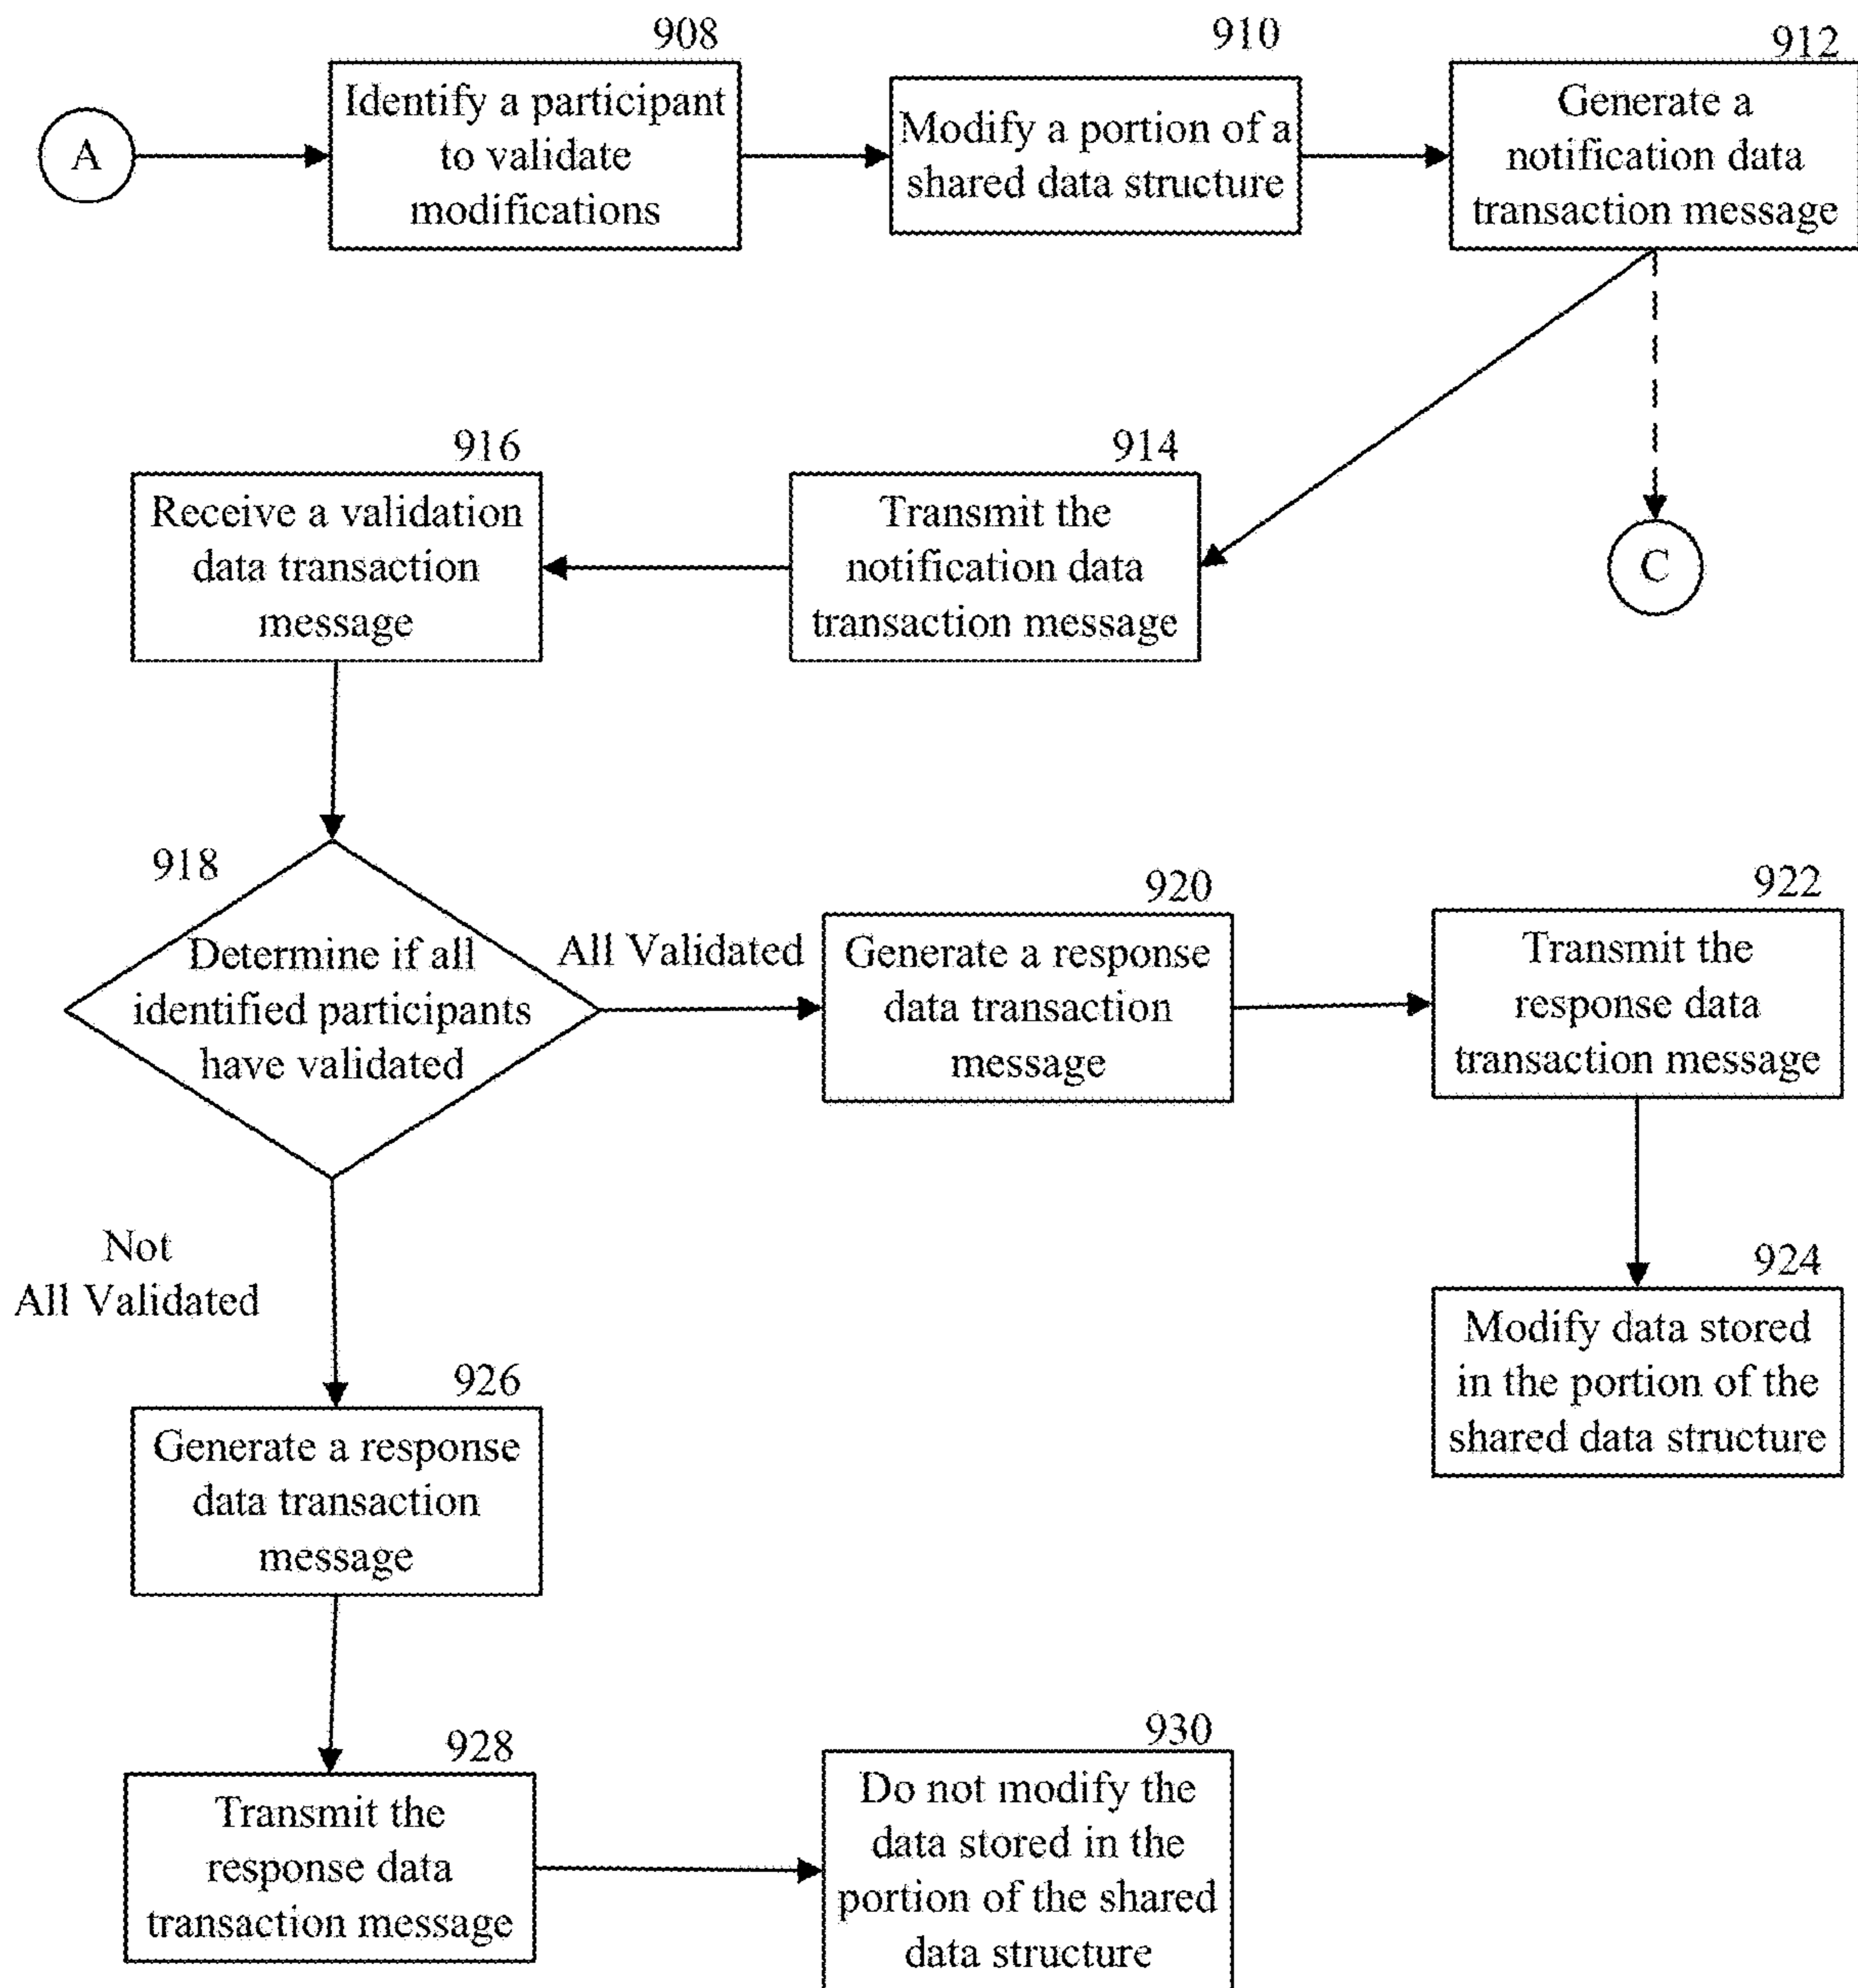 908
910
912
A
Identify a participant
to validate
modifications
Modify a portion of a
shared data structure
Generate a
notification data
transaction message
916
914
Receive a validation
data transaction
message
Transmit the
notification data
transaction message
C
918
Determine if all
identified participants
have validated
All Validated
920
Generate a response
data transaction
message
922
Transmit the
response data
transaction message
Not
All Validated
924
Modify data stored
in the portion of the
shared data structure
926
Generate a response
data transaction
message
928
Transmit the
response data
transaction message
930
Do not modify the
data stored in the
portion of the shared
data structure